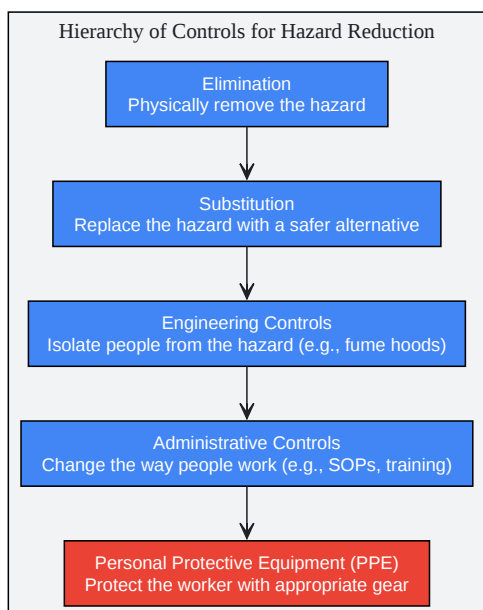 Hierarchy of Controls for Hazard Reduction
Elimination
Physically remove the hazard
Substitution
Replace the hazard with a safer alternative
Engineering Controls
Isolate people from the hazard (e.g., fume hoods)
Administrative Controls
Change the way people work (e.g., SOPs, training)
Personal Protective Equipment (PPE)
Protect the worker with appropriate gear